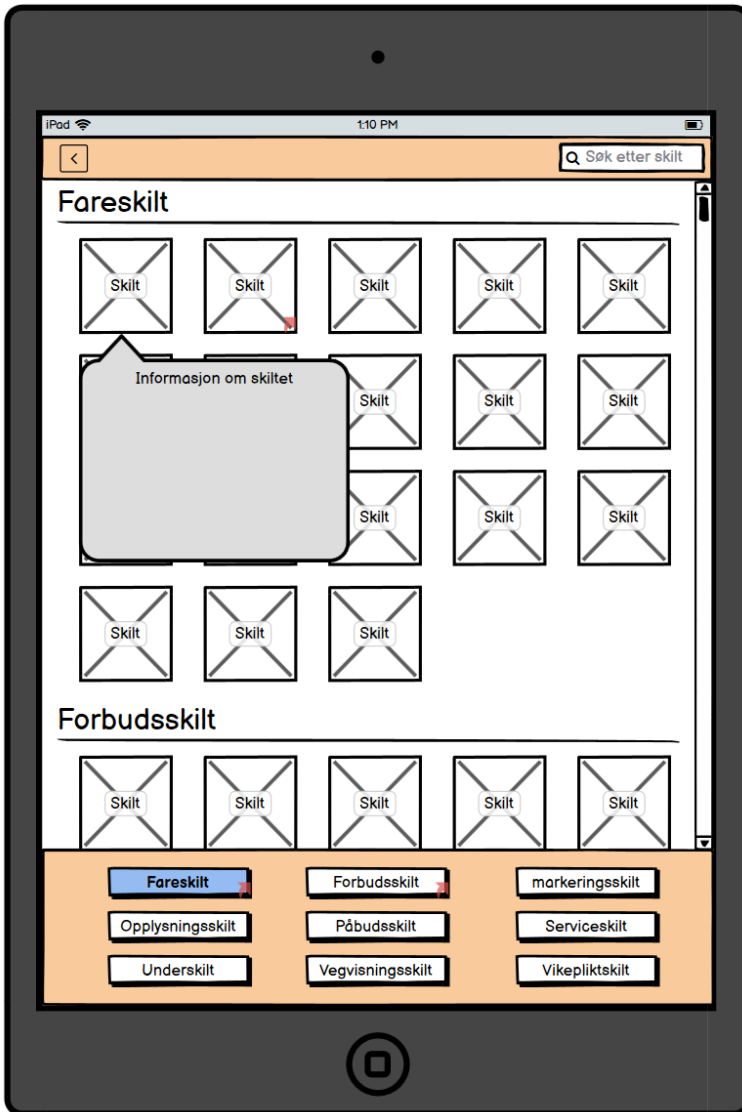 iPad 1:10 PM
Søk etter skilt
Fareskilt
Skilt Skilt Skilt Skilt Skilt
Informasjon om skiltet
Skilt Skilt Skilt
Skilt Skilt Skilt
Skilt Skilt Skilt
Forbudsskilt
Skilt Skilt Skilt Skilt Skilt
Fareskilt Forbudsskilt markeringsskilt
Opplysningsskilt Påbudsskilt Serviceskilt
Underskilt Vegvisningsskilt Vikepliktskilt